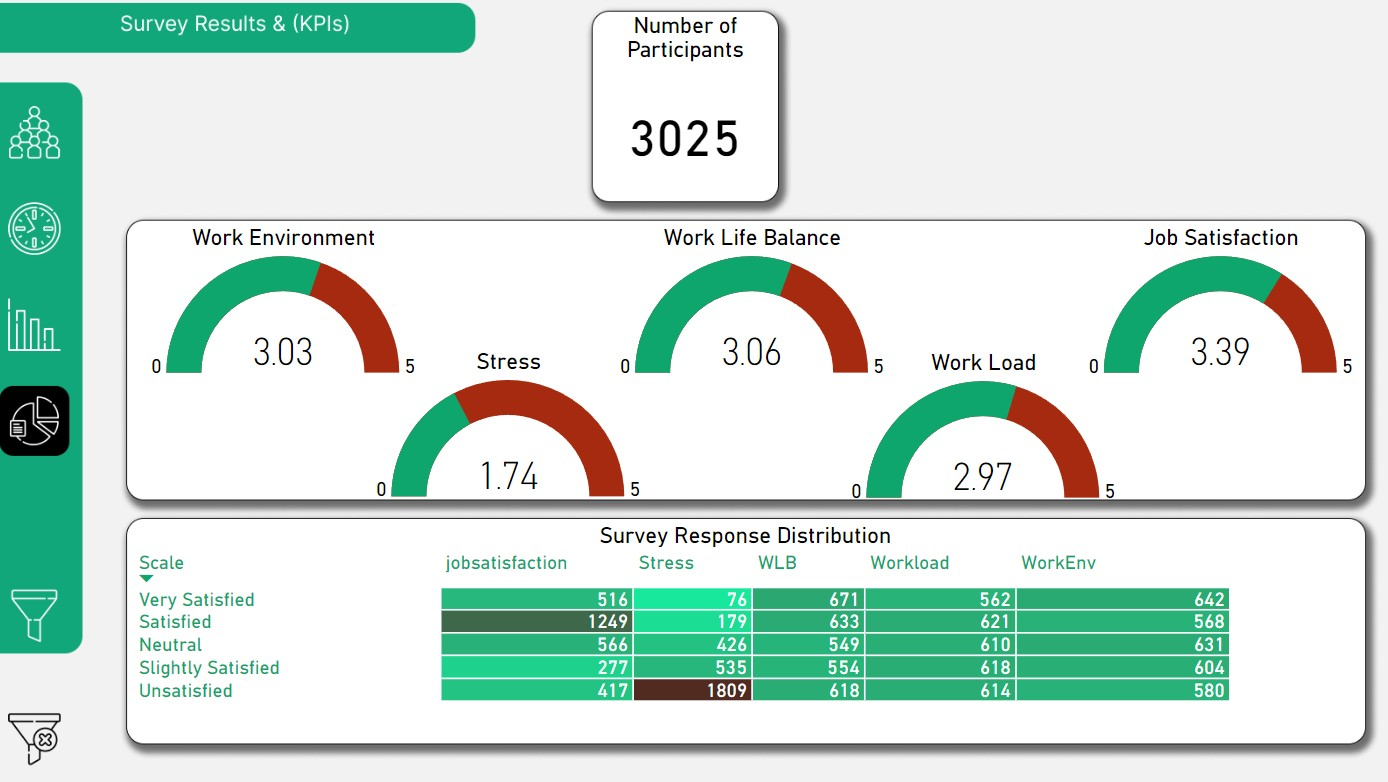 Survey Results & (KPIs)
Number of
Participants
3025
Work Environment
3.03
0
5
Work Life Balance
3.06
0
5
Job Satisfaction
3.39
0
5
Stress
1.74
0
5
Work Load
2.97
0
5
Survey Response Distribution
Scale jobsatisfaction Stress WLB Workload WorkEnv
Very Satisfied 516 76 671 562 642
Satisfied 1249 179 633 621 568
Neutral 566 426 549 610 631
Slightly Satisfied 277 535 554 618 604
Unsatisfied 417 1809 618 614 580